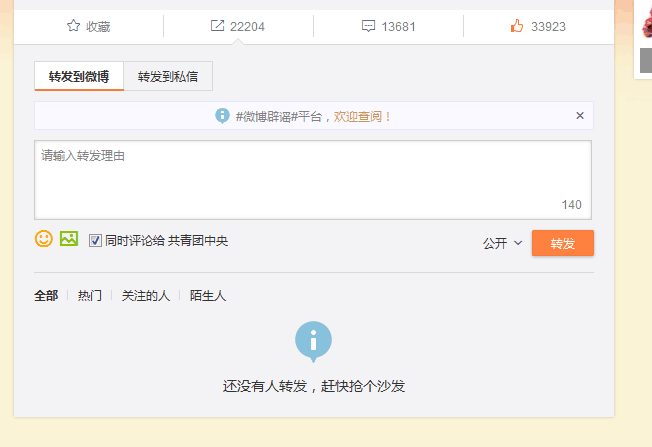 收藏 22204 13681 33923
转发到微博 转发到私信
#微博辟谣#平台，欢迎查阅！
请输入转发理由
140
同时评论给 共青团中央 公开 转发
全部 热门 关注的人 陌生人
还没有人转发，赶快抢个沙发